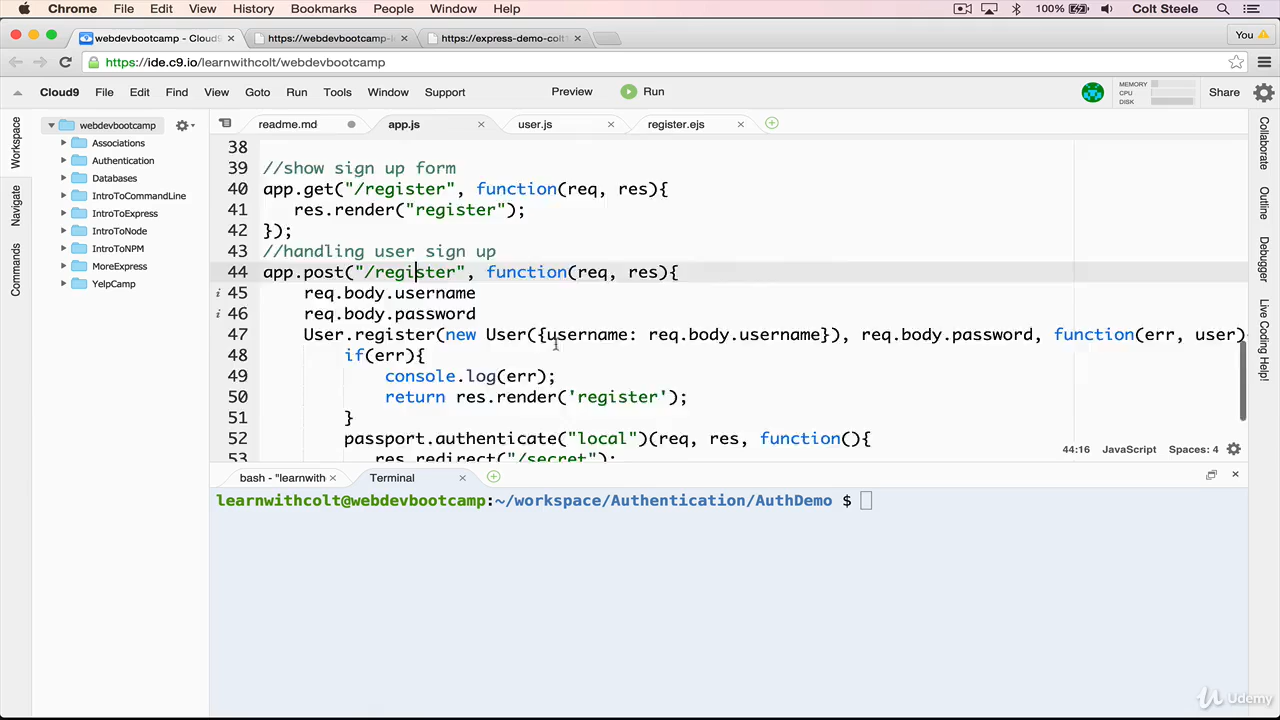 Chrome File Edit View History Bookmarks People Window Help 100% Colt Steele
webdevbootcamp - Cloud9 × https://webdevbootcamp-l × https://express-demo-colt × You
https://ide.c9.io/learnwithcolt/webdevbootcamp
Cloud9 File Edit Find View Goto Run Tools Window Support Preview Run MEMORY CPU DISK Share
Workspace
Navigate
Commands
webdevbootcamp
Associations
Authentication
Databases
IntroToCommandLine
IntroToExpress
IntroToNode
IntroToNPM
MoreExpress
YelpCamp
readme.md app.js × user.js × register.ejs ×
38
39 //show sign up form
40 app.get("/register", function(req, res){
41 res.render("register");
42 });
43 //handling user sign up
44 app.post("/register", function(req, res){
45 req.body.username
46 req.body.password
47 User.register(new User({username: req.body.username}), req.body.password, function(err, user)
48 if(err){
49 console.log(err);
50 return res.render('register');
51 }
52 passport.authenticate("local")(req, res, function(){
53 res.redirect("/secret");
44:16 JavaScript Spaces: 4
Collaborate
Outline
Debugger
Live Coding Help!
bash - "learnwith × Terminal ×
learnwithcolt@webdevbootcamp:~/workspace/Authentication/AuthDemo $
Udemy